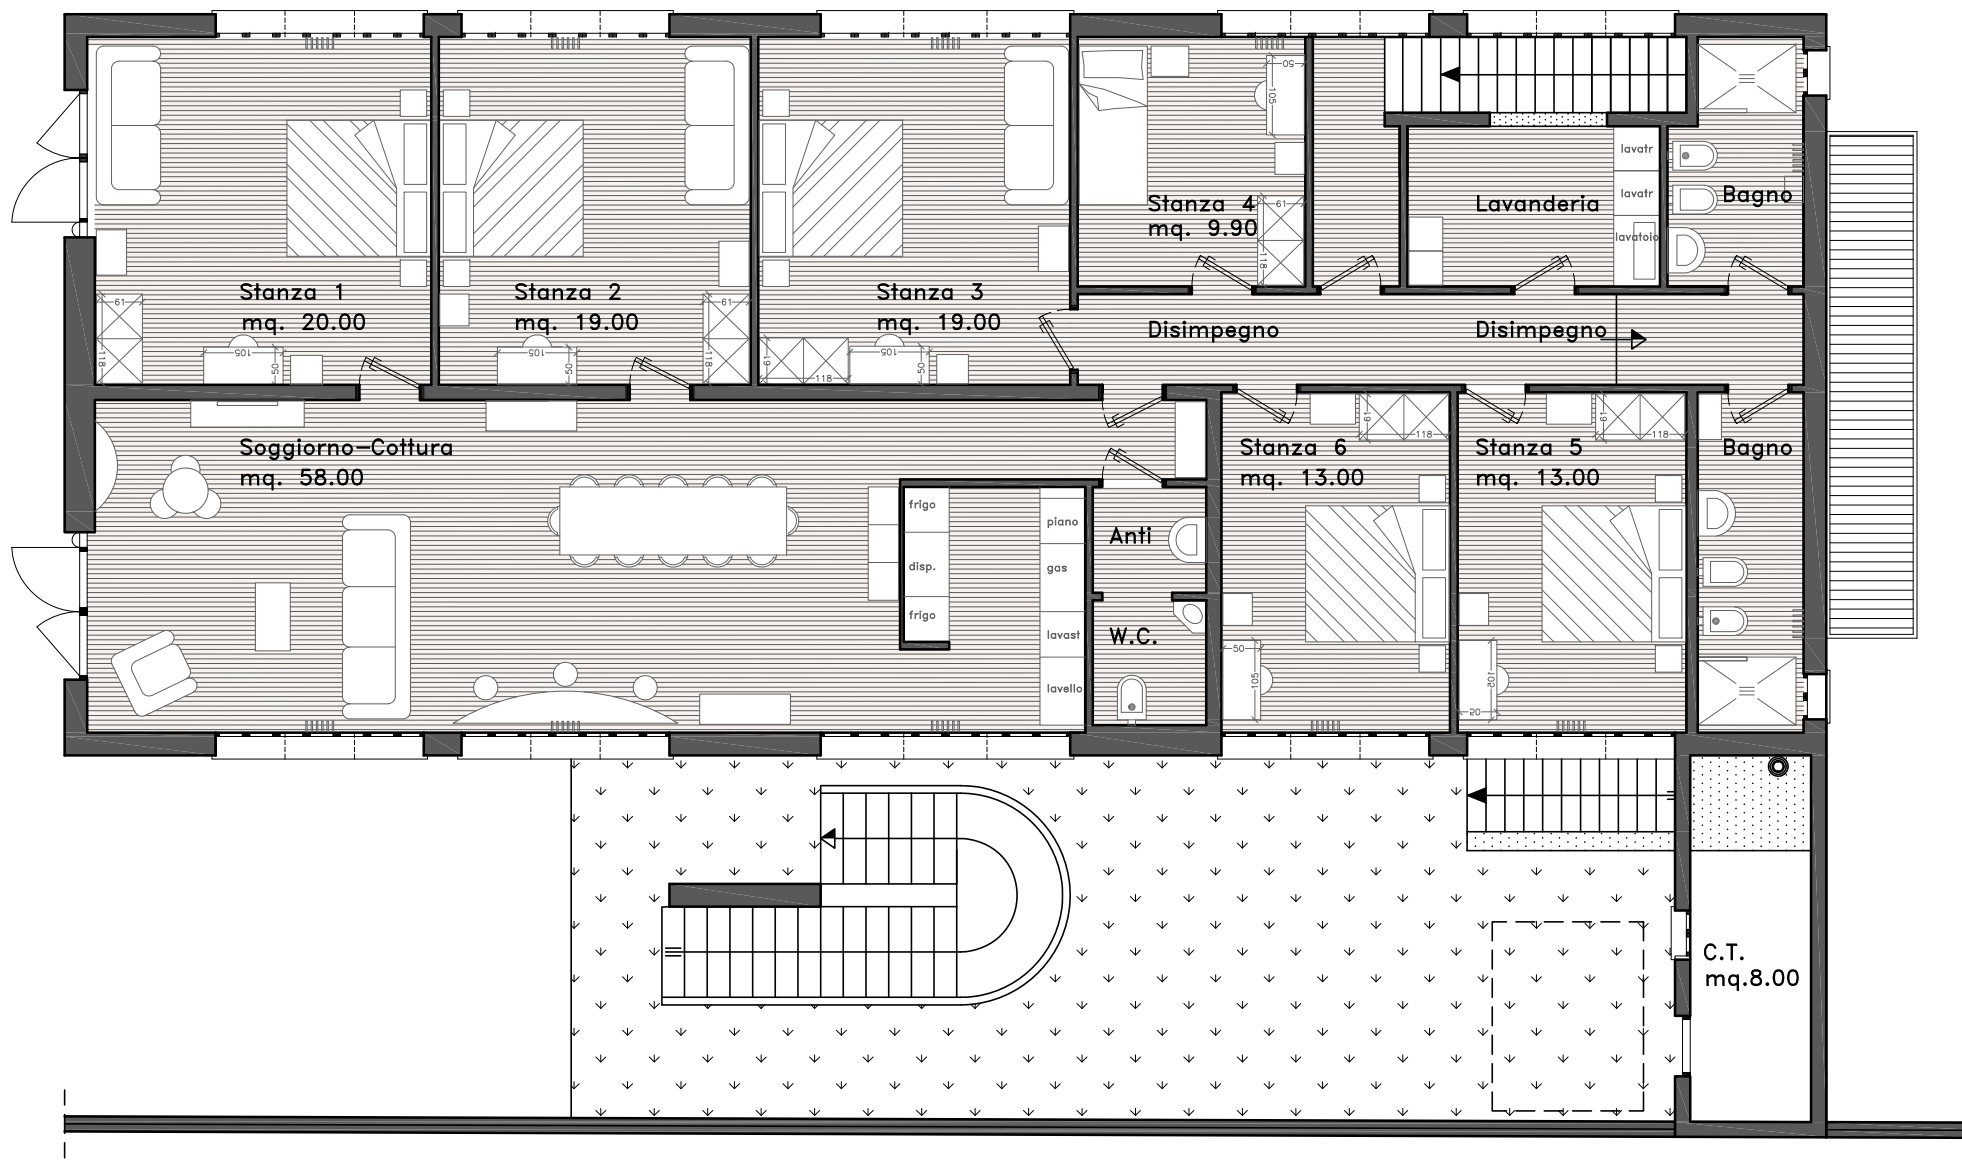 50
105
lavatr
Stanza 4
mq. 9.90
61
118
lavatr
Lavanderia
lavatoio
Bagno
Stanza 1
mq. 20.00
61
118
105
50
Stanza 2
mq. 19.00
61
118
105
50
Stanza 3
mq. 19.00
61
118
105
50
Disimpegno
Disimpegno
Soggiorno-Cottura
mq. 58.00
61
118
Stanza 6
mq. 13.00
61
118
Stanza 5
mq. 13.00
Bagno
frigo
disp.
frigo
piano
gas
lavast
lavello
Anti
W.C.
50
105
105
50
C.T.
mq.8.00